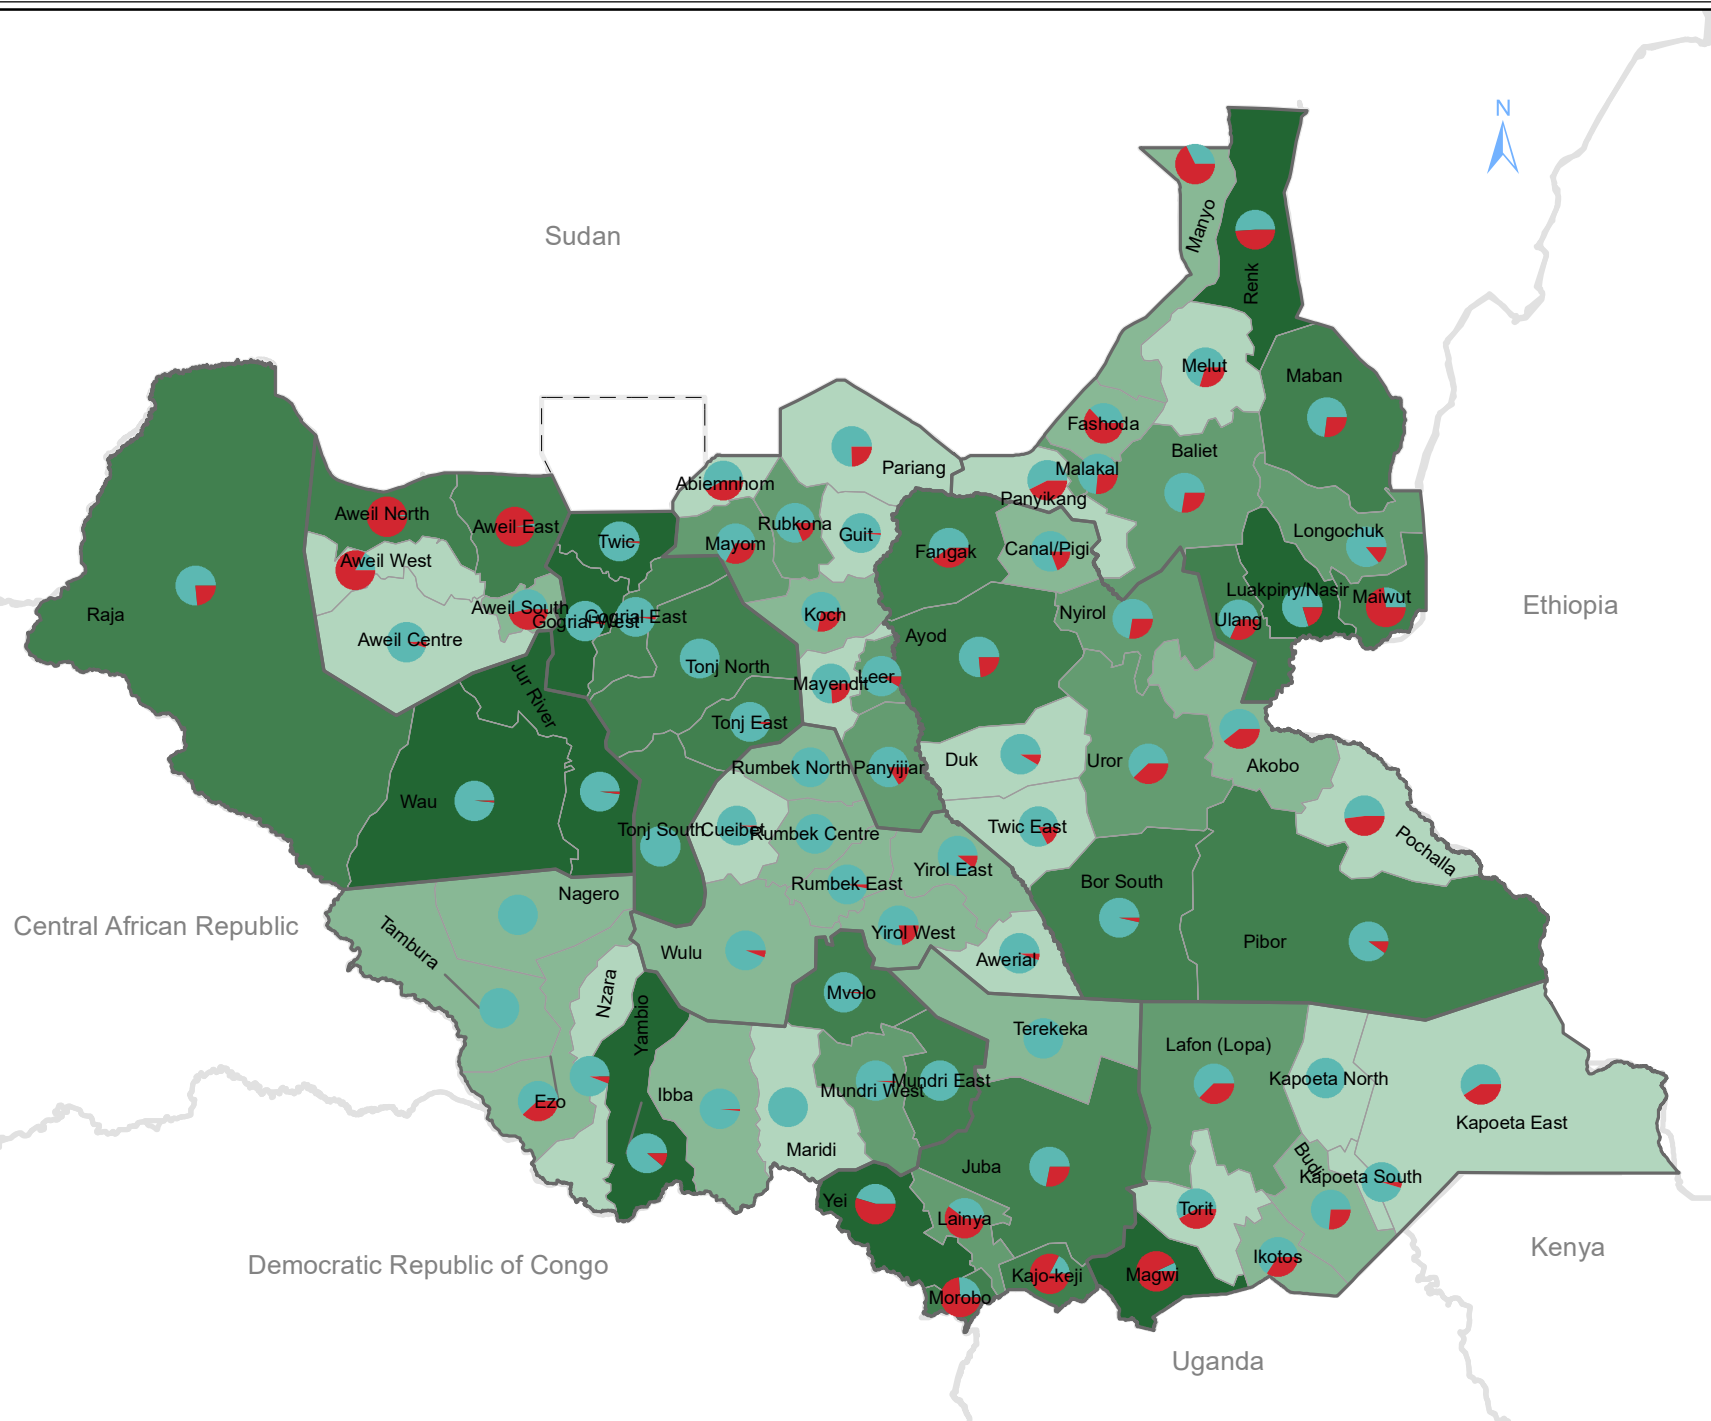 N
Sudan
Manyo
Renk
Melut
Maban
Fashoda
Baliet
Malakal
Pariang
Abiemnhom
Panyikang
Aweil North
Aweil East
Rubkona
Guit
Mayom
Twic
Fangak
Canal/Pigi
Longochuk
Aweil West
Luakpiny/Nasir
Maiwut
Ethiopia
Raja
Aweil South
Gogrial West
Gogrial East
Koch
Nyirol
Ulang
Aweil Centre
Ayod
Tonj North
Mayendit
Leer
Jur River
Tonj East
Duk
Uror
Akobo
Rumbek North
Panyijiar
Wau
Tonj South
Cueibet
Rumbek Centre
Twic East
Pochalla
Nagero
Rumbek East
Yirol East
Bor South
Central African Republic
Tambura
Wulu
Yirol West
Awerial
Pibor
Nzara
Yambio
Mvolo
Terekeka
Lafon (Lopa)
Ezo
Ibba
Mundri West
Mundri East
Kapoeta North
Kapoeta East
Maridi
Juba
Budi
Kapoeta South
Yei
Lainya
Torit
Ikotos
Kenya
Democratic Republic of Congo
Morobo
Kajo-keji
Magwi
Uganda